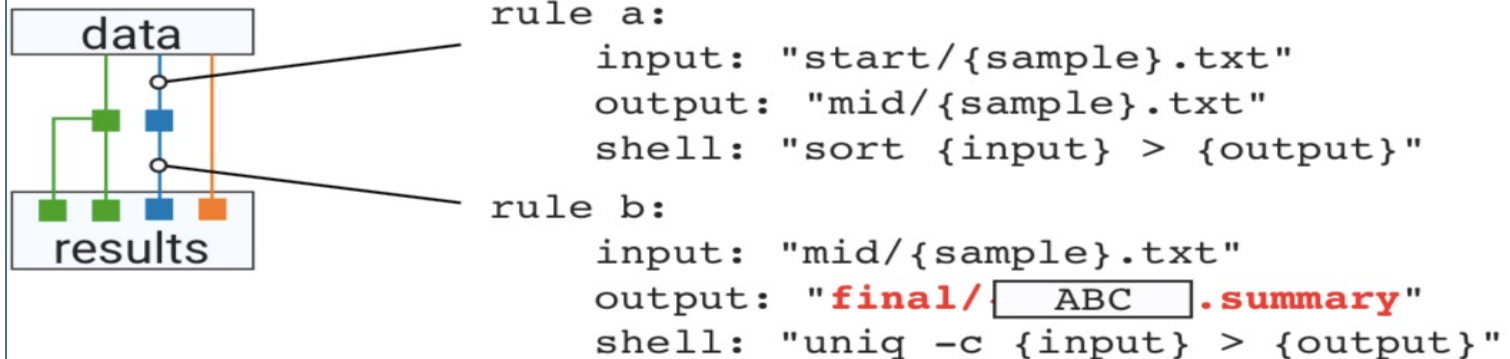 data
results
rule a:
input: "start/{sample}.txt"
output: "mid/{sample}.txt"
shell: "sort {input} > {output}"
rule b:
input: "mid/{sample}.txt"
output: "final/{ABC.summary"
shell: "uniq -c {input} > {output}"